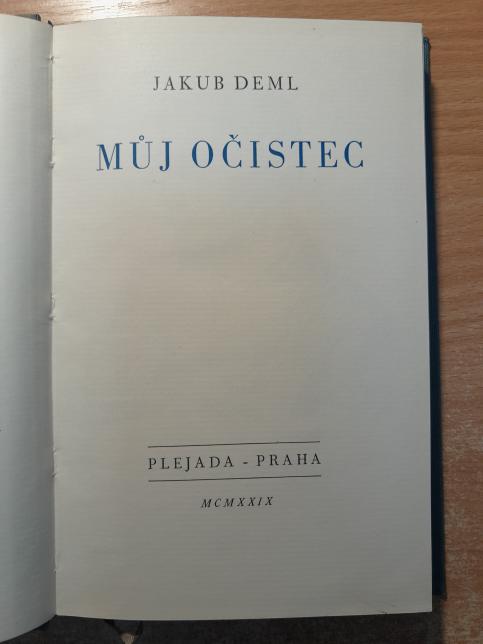 JAKUB DEML
MŮJ OČISTEC
PLEJADA - PRAHA
MCMXXIX